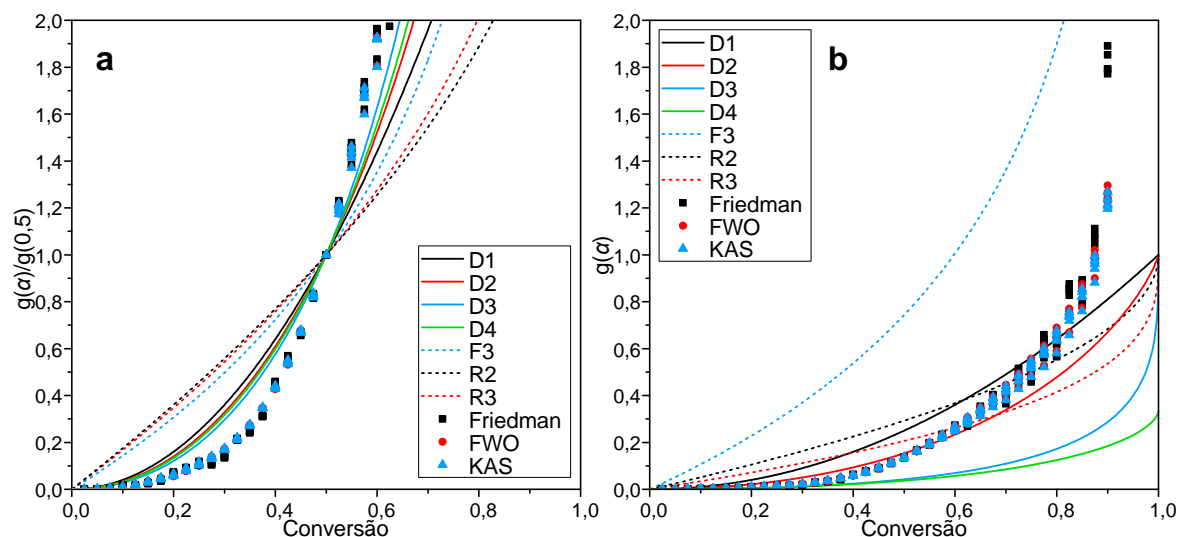 a
g(α)/g(0,5)
2,0
1,8
1,6
1,4
1,2
1,0
0,8
0,6
0,4
0,2
0,0
0,0 0,2 0,4 0,6 0,8 1,0
Conversão
D1
D2
D3
D4
F3
R2
R3
Friedman
FWO
KAS
b
g(α)
2,0
1,8
1,6
1,4
1,2
1,0
0,8
0,6
0,4
0,2
0,0
0,0 0,2 0,4 0,6 0,8 1,0
Conversão
D1
D2
D3
D4
F3
R2
R3
Friedman
FWO
KAS